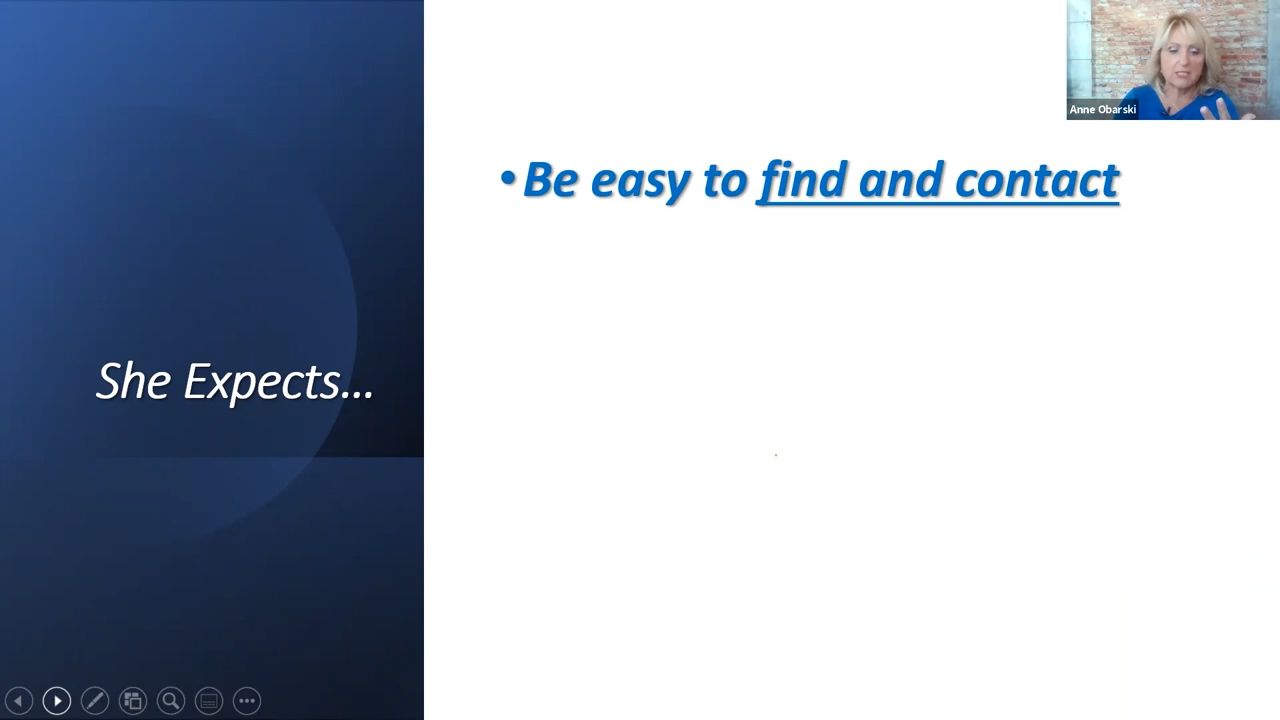 Anne Obarski
• Be easy to find and contact
She Expects...